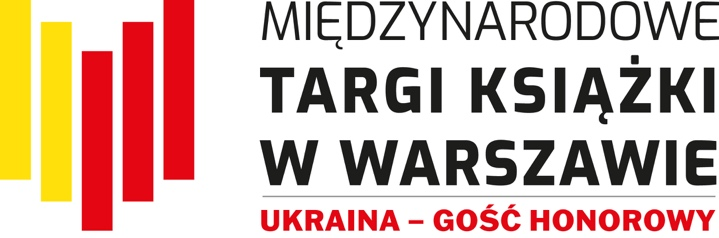 MIĘDZYNARODOWE
TARGI KSIĄŻKI
W WARSZAWIE
UKRAINA – GOŚĆ HONOROWY